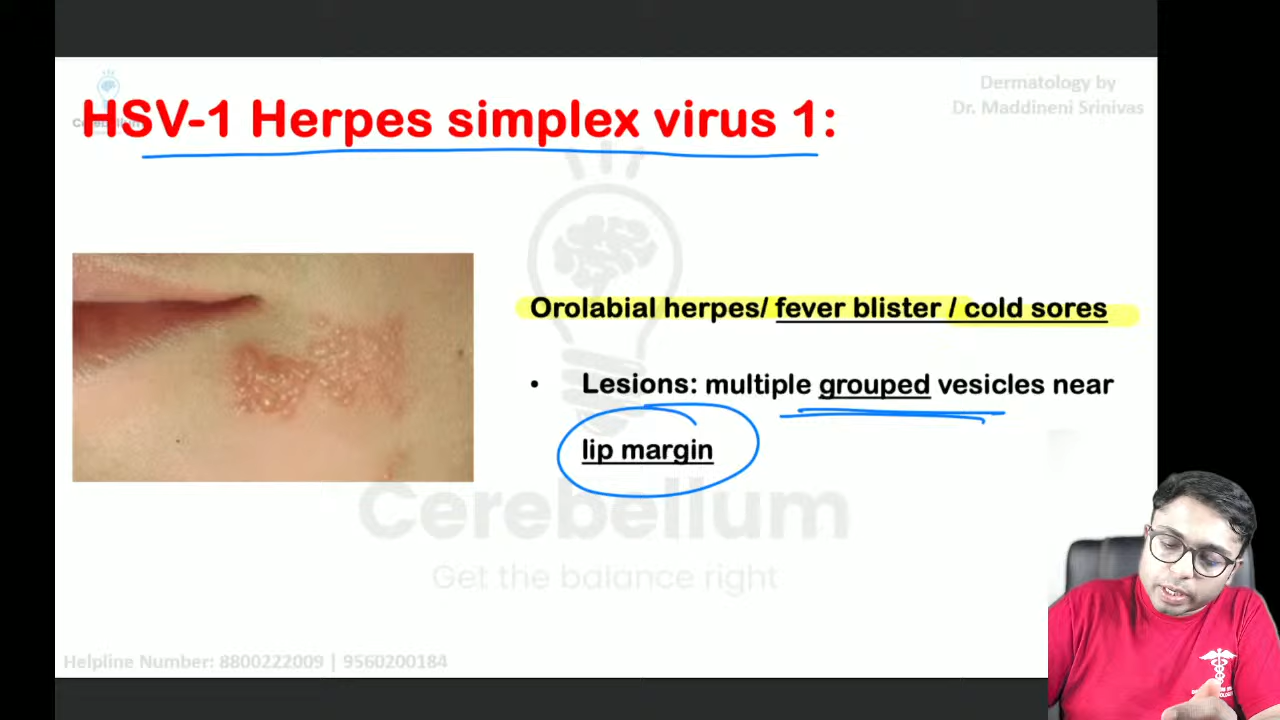 Dermatology by
Dr. Maddineni Srinivas
HSV-1 Herpes simplex virus 1:
Orolabial herpes/ fever blister / cold sores
• Lesions: multiple grouped vesicles near
lip margin
Cerebellum
Get the balance right
Helpline Number: 8800222009 | 9560200184